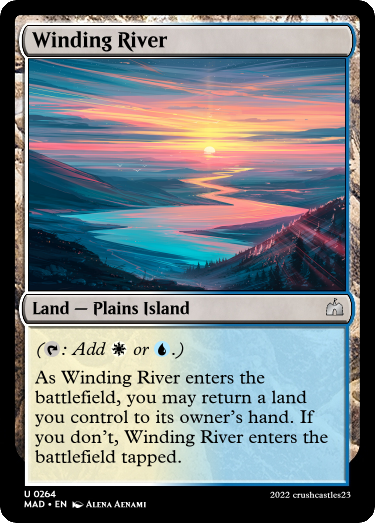 Winding River
Land — Plains Island
(: Add or .)
As Winding River enters the
battlefield, you may return a land
you control to its owner's hand. If
you don't, Winding River enters the
battlefield tapped.
U 0264
MAD • EN Alena Aenami
2022 crushcastles23